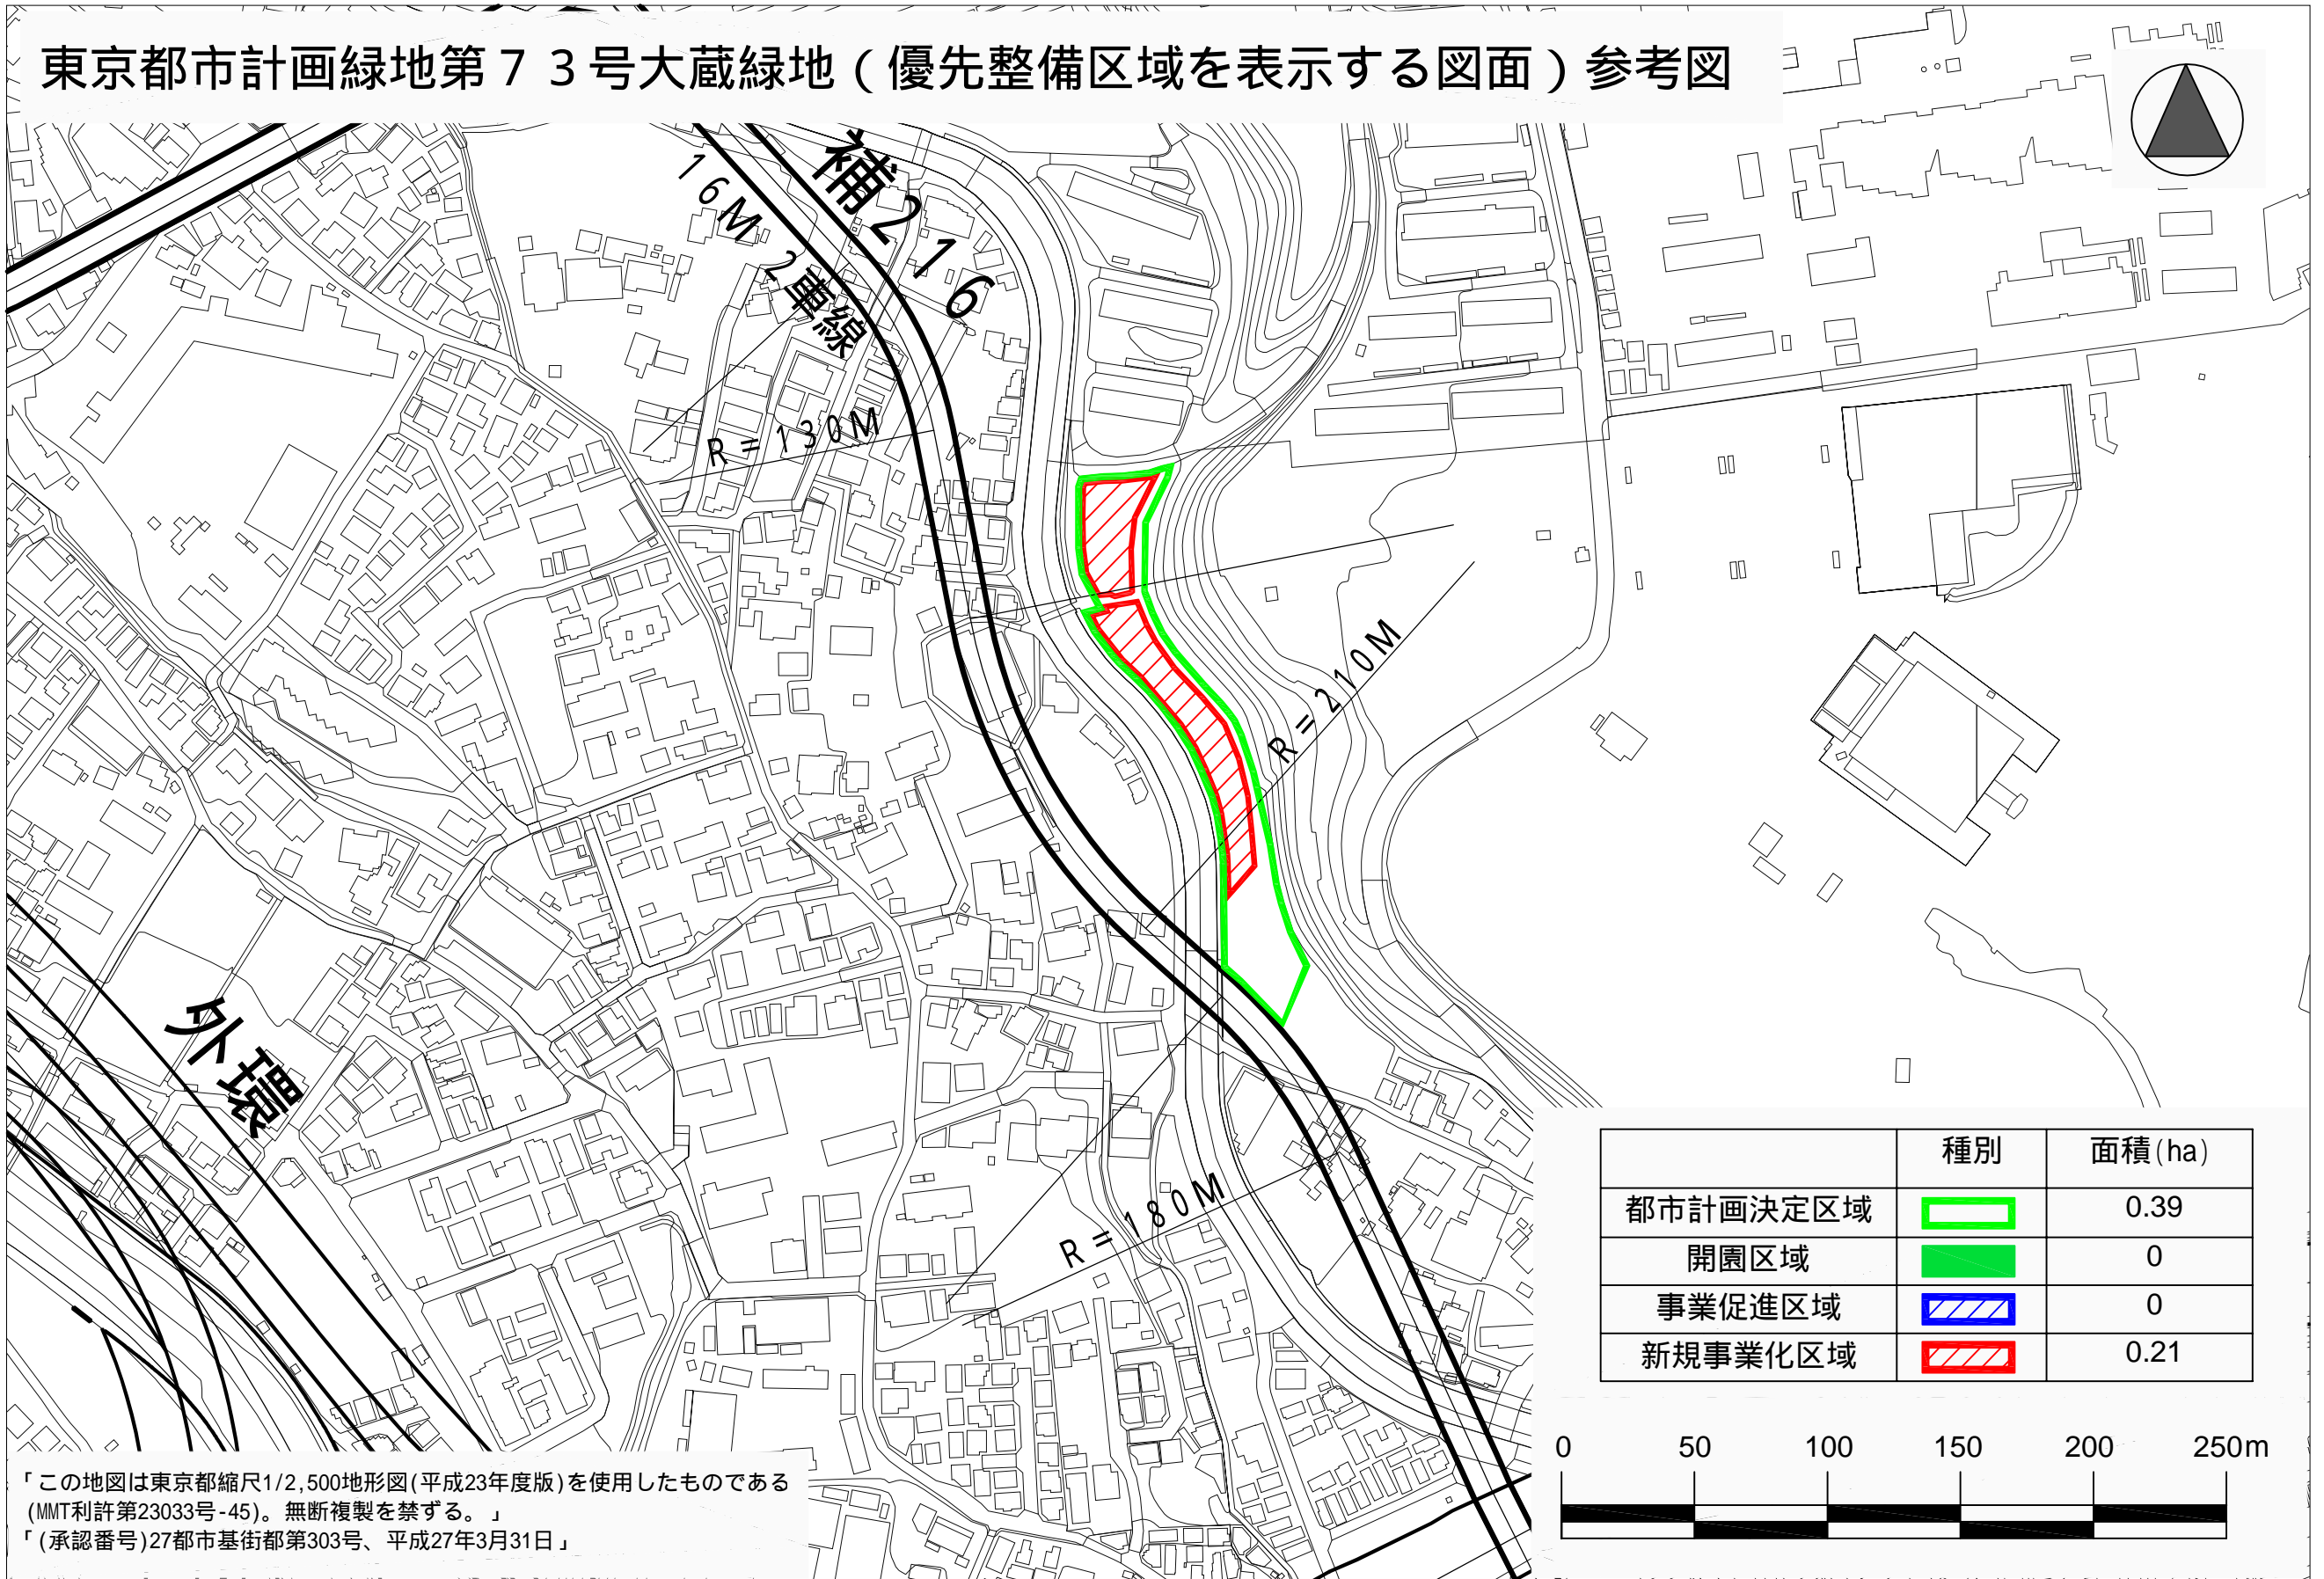 東京都市計画緑地第７３号大蔵緑地（優先整備区域を表示する図面）参考図
補２１６
16M 2車線
R=130M
R=210M
R=180M
外環
種別 面積(ha)
都市計画決定区域 0.39
開園区域 0
事業促進区域 0
新規事業化区域 0.21
0 50 100 150 200 250m
「この地図は東京都縮尺1/2,500地形図(平成23年度版)を使用したものである
(MMT利許第23033号-45)。無断複製を禁ずる。」
「(承認番号)27都市基街都第303号、平成27年3月31日」